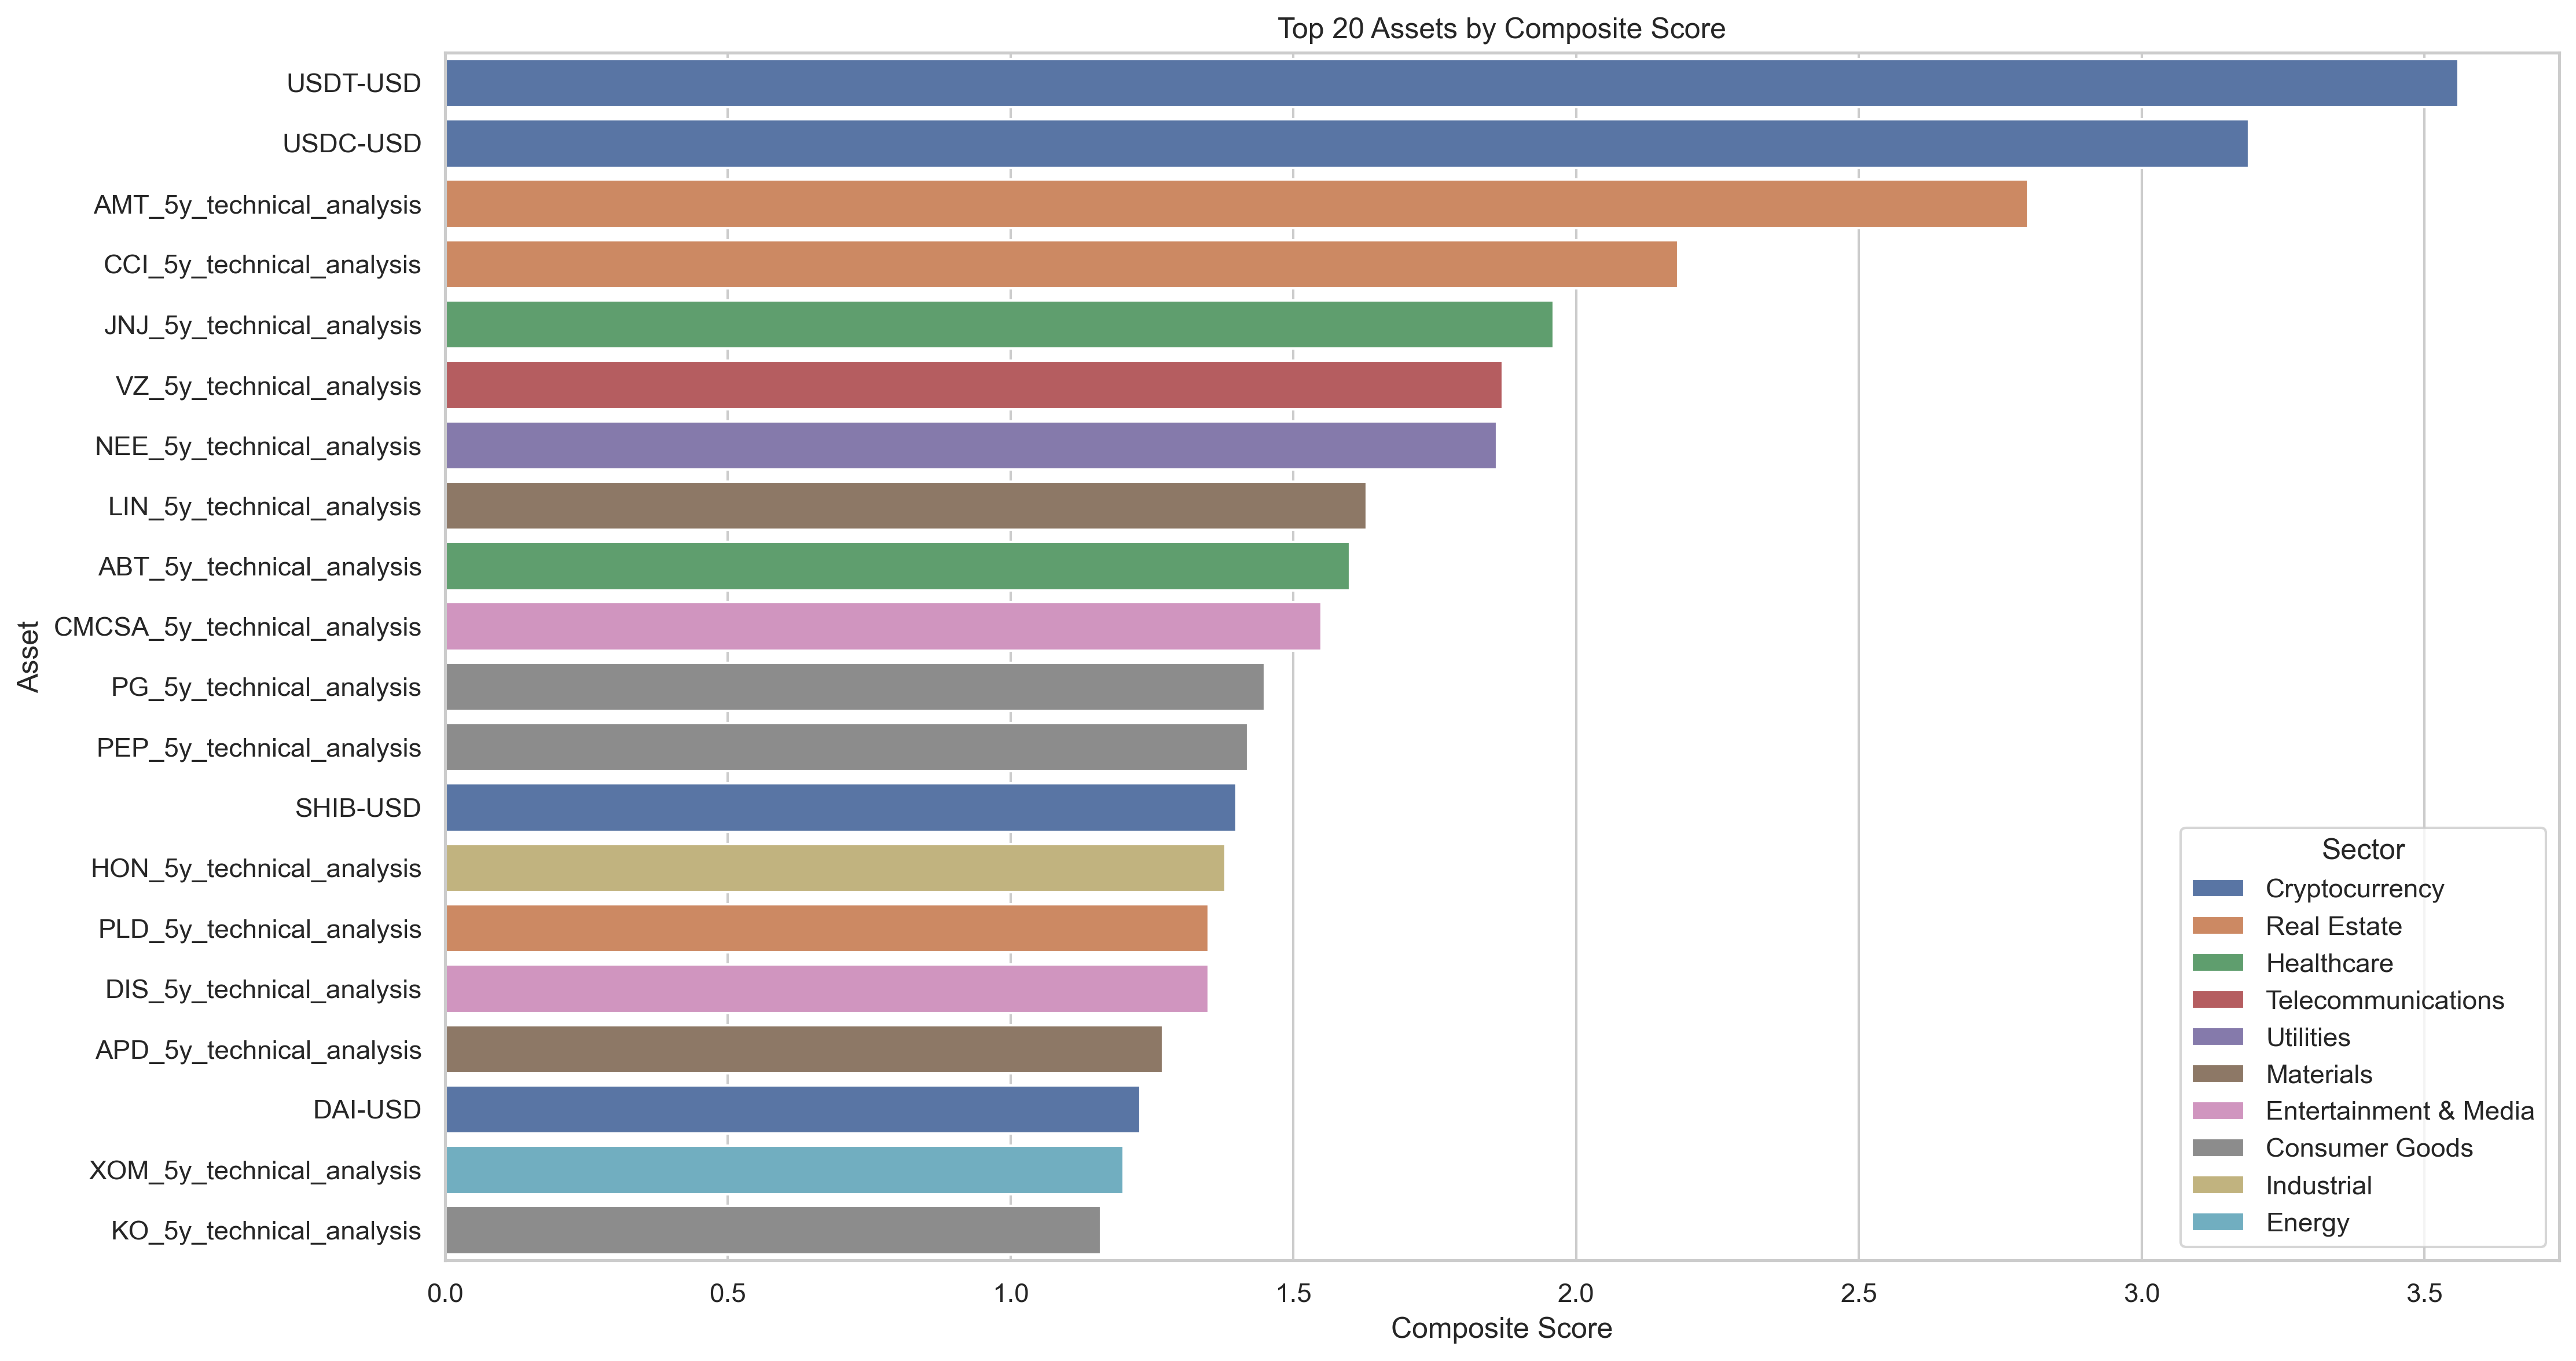 Top 20 Assets by Composite Score
USDT-USD
USDC-USD
AMT_5y_technical_analysis
CCI_5y_technical_analysis
JNJ_5y_technical_analysis
VZ_5y_technical_analysis
NEE_5y_technical_analysis
LIN_5y_technical_analysis
ABT_5y_technical_analysis
CMCSA_5y_technical_analysis
PG_5y_technical_analysis
PEP_5y_technical_analysis
SHIB-USD
HON_5y_technical_analysis
PLD_5y_technical_analysis
DIS_5y_technical_analysis
APD_5y_technical_analysis
DAI-USD
XOM_5y_technical_analysis
KO_5y_technical_analysis
Asset
Sector
Cryptocurrency
Real Estate
Healthcare
Telecommunications
Utilities
Materials
Entertainment & Media
Consumer Goods
Industrial
Energy
0.0 0.5 1.0 1.5 2.0 2.5 3.0 3.5
Composite Score